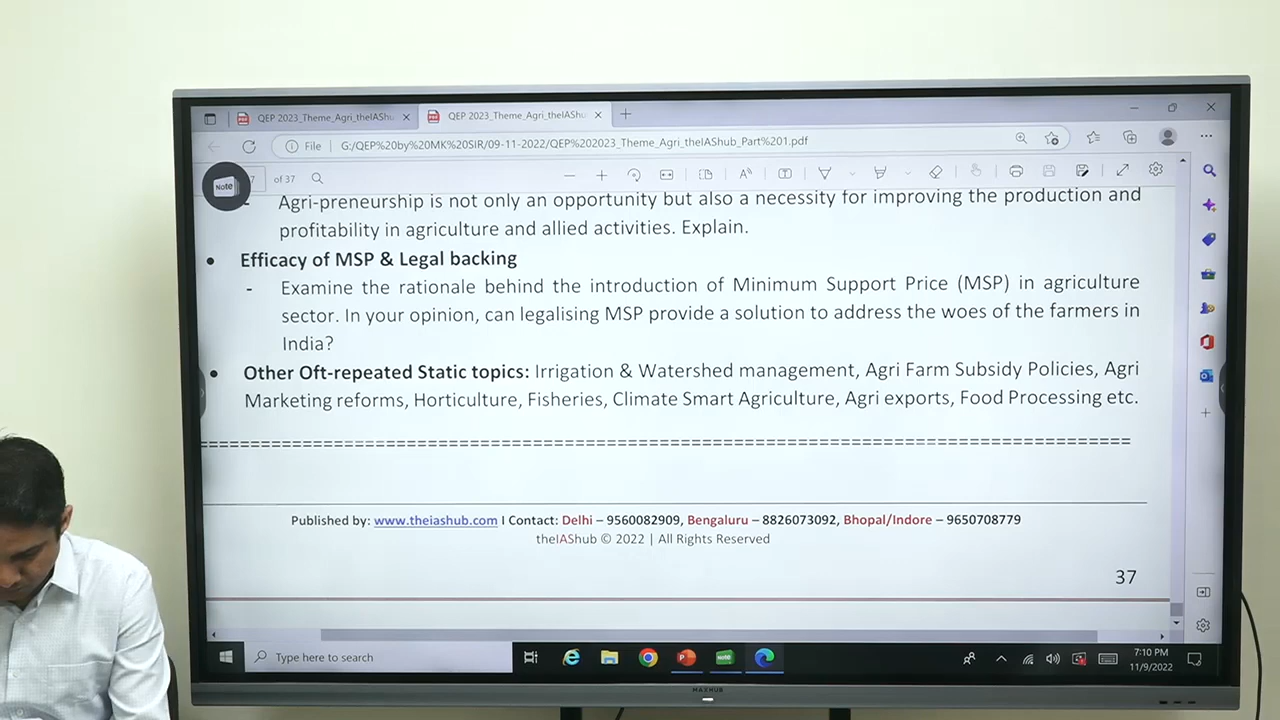 QEP 2023_Theme_Agri_theIASHu
QEP 2023_Theme_Agri_theIASHu
File
G:/QEP%20by%20MK%20SIR/09-11-2022/QEP%202023_Theme_Agri_theIAShub_Part%201.pdf
Note
7
of 37
Agri-preneurship is not only an opportunity but also a necessity for improving the production and
profitability in agriculture and allied activities. Explain.
• Efficacy of MSP & Legal backing
- Examine the rationale behind the introduction of Minimum Support Price (MSP) in agriculture
sector. In your opinion, can legalising MSP provide a solution to address the woes of the farmers in
India?
• Other Oft-repeated Static topics: Irrigation & Watershed management, Agri Farm Subsidy Policies, Agri
Marketing reforms, Horticulture, Fisheries, Climate Smart Agriculture, Agri exports, Food Processing etc.
Published by: www.theiashub.com I Contact: Delhi – 9560082909, Bengaluru – 8826073092, Bhopal/Indore – 9650708779
theIAShub © 2022 | All Rights Reserved
37
Type here to search
Note
7:10 PM
11/9/2022
MAXHUB